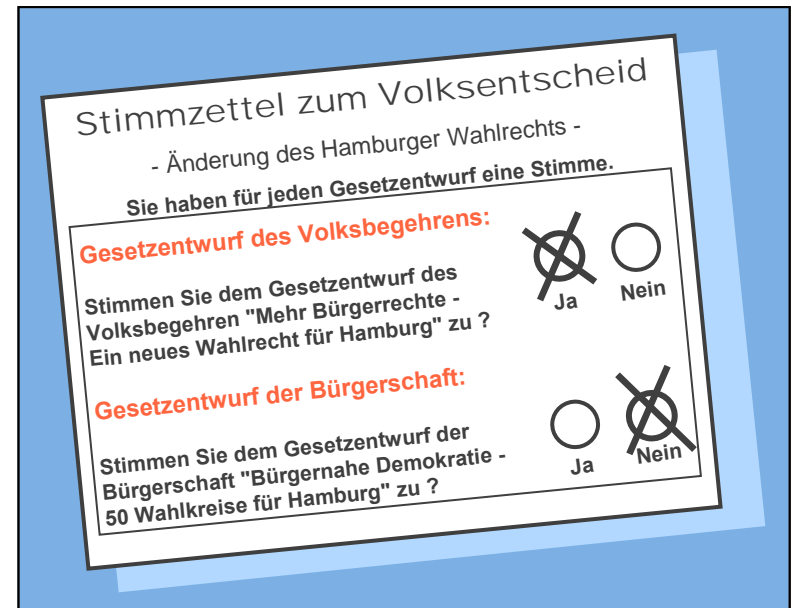 Stimmzettel zum Volksentscheid
- Änderung des Hamburger Wahlrechts -
Sie haben für jeden Gesetzentwurf eine Stimme.
Gesetzentwurf des Volksbegehrens:
Stimmen Sie dem Gesetzentwurf des
Volksbegehren "Mehr Bürgerrechte -
Ein neues Wahlrecht für Hamburg" zu ?
Ja Nein
Gesetzentwurf der Bürgerschaft:
Stimmen Sie dem Gesetzentwurf der
Bürgerschaft "Bürgernahe Demokratie -
50 Wahlkreise für Hamburg" zu ?
Ja Nein